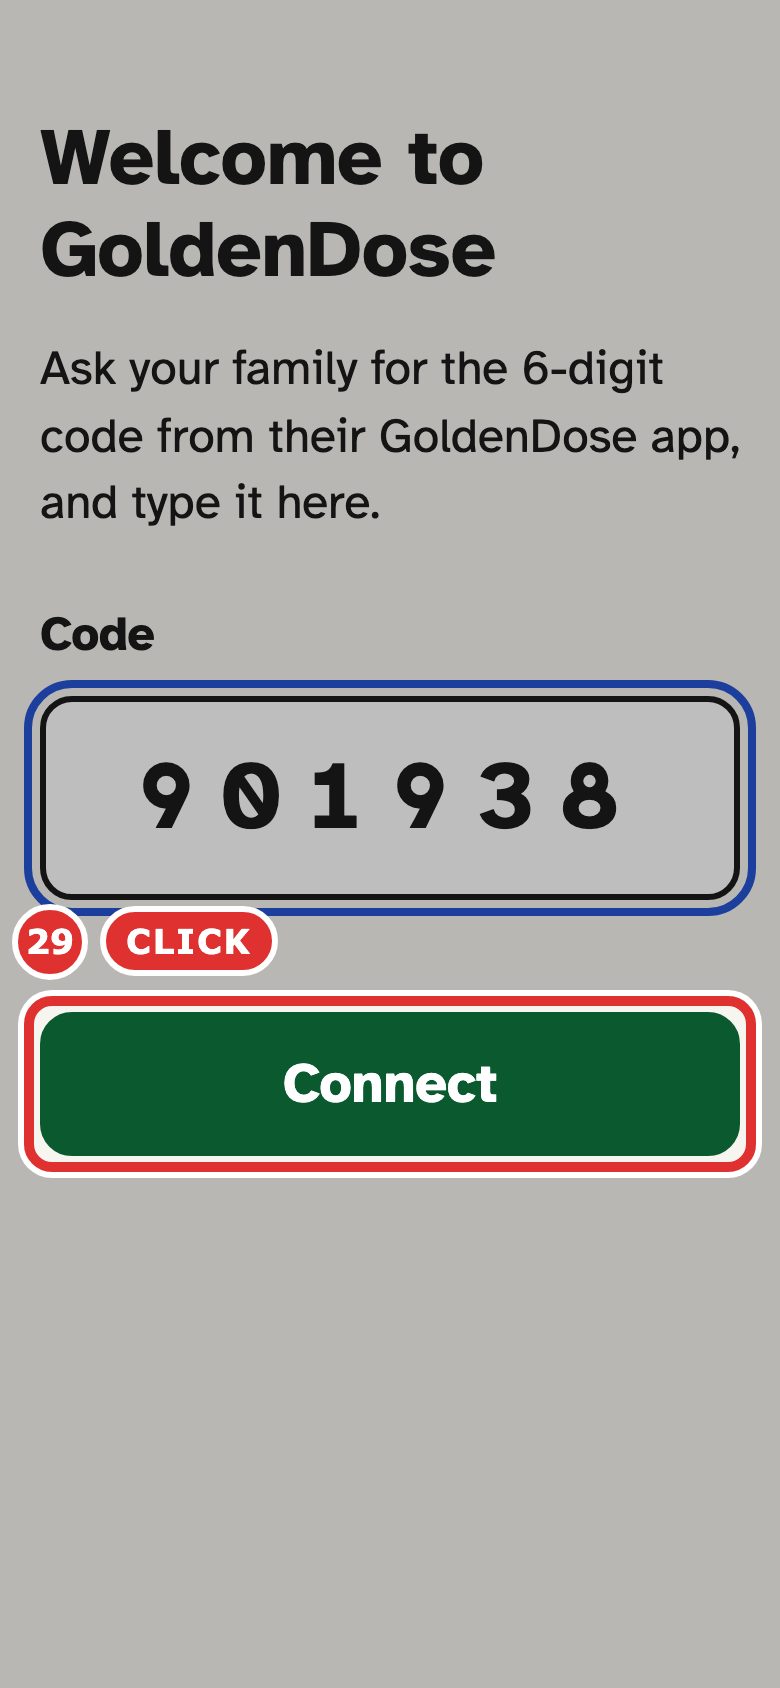 Welcome to
GoldenDose
Ask your family for the 6-digit
code from their GoldenDose app,
and type it here.
Code
901938
29 CLICK
Connect